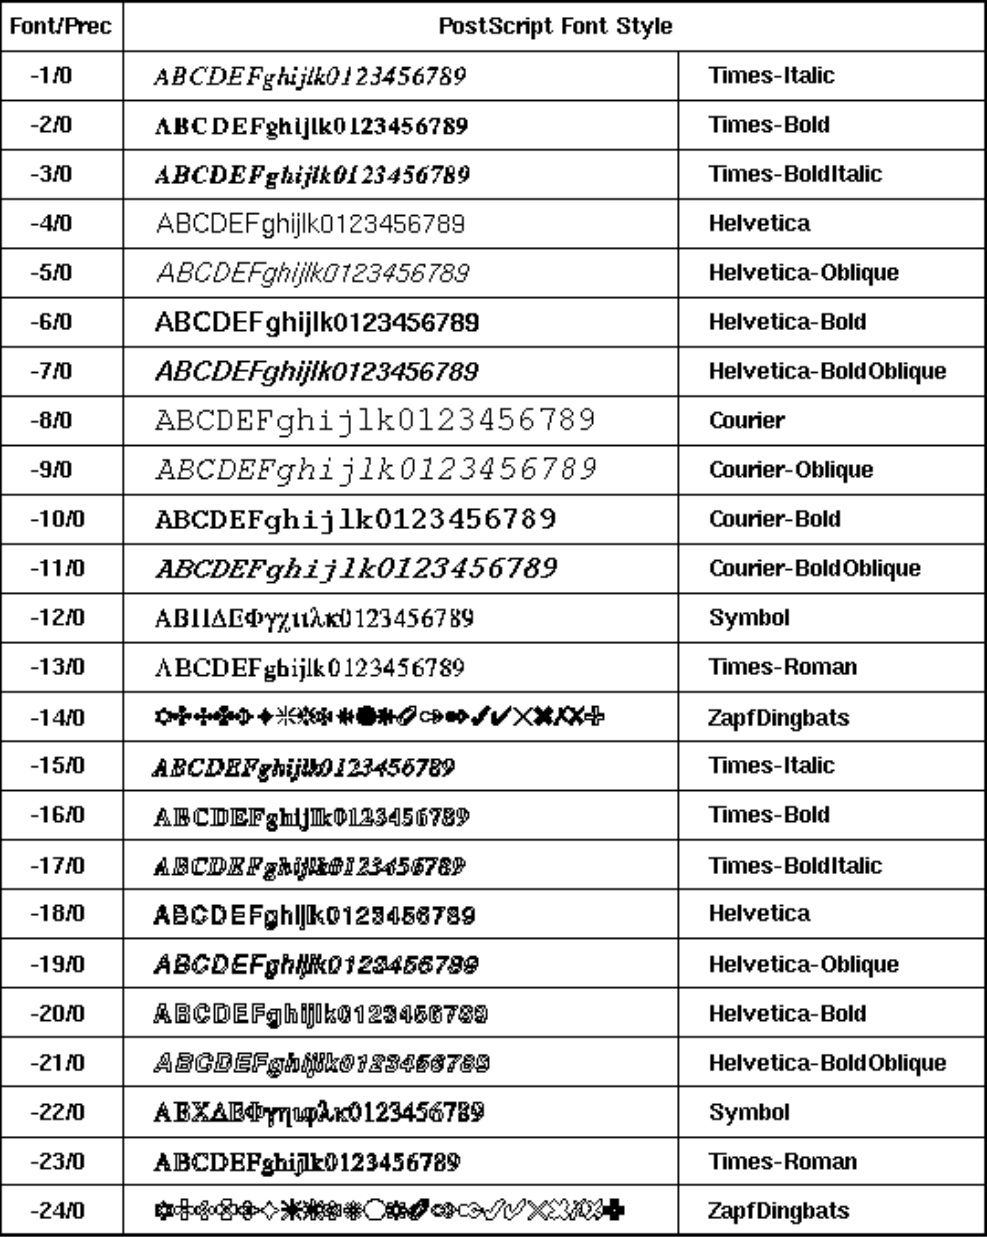 Font/Prec PostScript Font Style
-1/0 ABCDEFghijlk0123456789 Times-Italic
-2/0 ABCDEFghijlk0123456789 Times-Bold
-3/0 ABCDEFghijlk0123456789 Times-BoldItalic
-4/0 ABCDEFghijlk0123456789 Helvetica
-5/0 ABCDEFghijlk0123456789 Helvetica-Oblique
-6/0 ABCDEFghijlk0123456789 Helvetica-Bold
-7/0 ABCDEFghijlk0123456789 Helvetica-BoldOblique
-8/0 ABCDEFghijlk0123456789 Courier
-9/0 ABCDEFghijlk0123456789 Courier-Oblique
-10/0 ABCDEFghijlk0123456789 Courier-Bold
-11/0 ABCDEFghijlk0123456789 Courier-BoldOblique
-12/0 Symbol
-13/0 ABCDEFghijlk0123456789 Times-Roman
-14/0 ZapfDingbats
-15/0 ABCDEFghijlk0123456789 Times-Italic
-16/0 ABCDEFghijlk0123456789 Times-Bold
-17/0 ABCDEFghijlk0123456789 Times-BoldItalic
-18/0 ABCDEFghijlk0123456789 Helvetica
-19/0 ABCDEFghijlk0123456789 Helvetica-Oblique
-20/0 ABCDEFghijlk0123456789 Helvetica-Bold
-21/0 ABCDEFghijlk0123456789 Helvetica-BoldOblique
-22/0 Symbol
-23/0 ABCDEFghijlk0123456789 Times-Roman
-24/0 ZapfDingbats